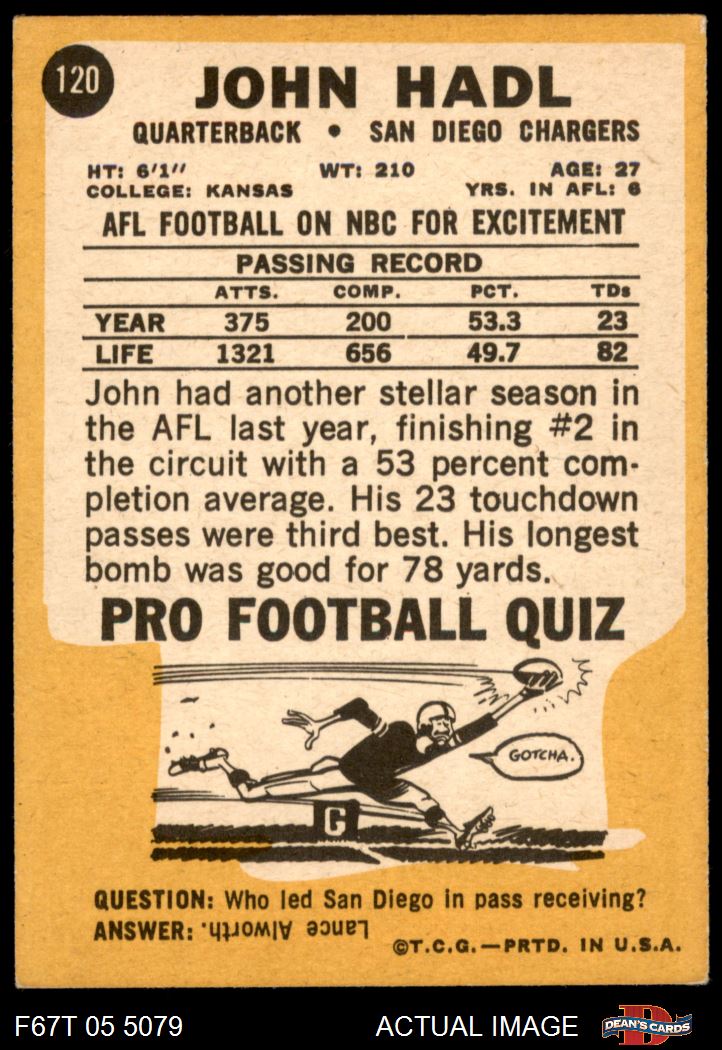 120
JOHN HADL
QUARTERBACK • SAN DIEGO CHARGERS
HT: 6'1" WT: 210 AGE: 27
COLLEGE: KANSAS YRS. IN AFL: 6
AFL FOOTBALL ON NBC FOR EXCITEMENT
PASSING RECORD
ATTS. COMP. PCT. TDs
YEAR 375 200 53.3 23
LIFE 1321 656 49.7 82
John had another stellar season in
the AFL last year, finishing #2 in
the circuit with a 53 percent com-
pletion average. His 23 touchdown
passes were third best. His longest
bomb was good for 78 yards.
PRO FOOTBALL QUIZ
GOTCHA.
G
QUESTION: Who led San Diego in pass receiving?
ANSWER: Lance Alworth.
©T.C.G.—PRTD. IN U.S.A.
F67T 05 5079 ACTUAL IMAGE
D
DEAN'S CARDS